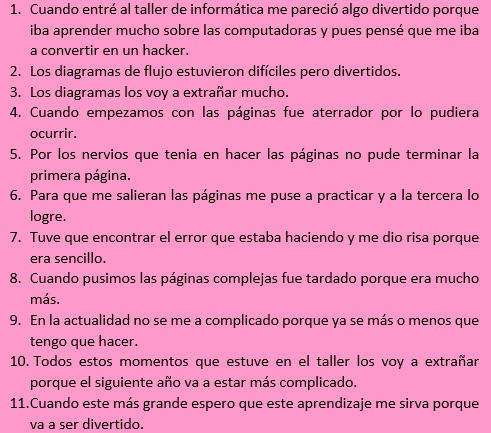 1. Cuando entré al taller de informática me pareció algo divertido porque
iba aprender mucho sobre las computadoras y pues pensé que me iba
a convertir en un hacker.
2. Los diagramas de flujo estuvieron difíciles pero divertidos.
3. Los diagramas los voy a extrañar mucho.
4. Cuando empezamos con las páginas fue aterrador por lo pudiera
ocurrir.
5. Por los nervios que tenia en hacer las páginas no pude terminar la
primera página.
6. Para que me salieran las páginas me puse a practicar y a la tercera lo
logre.
7. Tuve que encontrar el error que estaba haciendo y me dio risa porque
era sencillo.
8. Cuando pusimos las páginas complejas fue tardado porque era mucho
más.
9. En la actualidad no se me a complicado porque ya se más o menos que
tengo que hacer.
10. Todos estos momentos que estuve en el taller los voy a extrañar
porque el siguiente año va a estar más complicado.
11.Cuando este más grande espero que este aprendizaje me sirva porque
va a ser divertido.